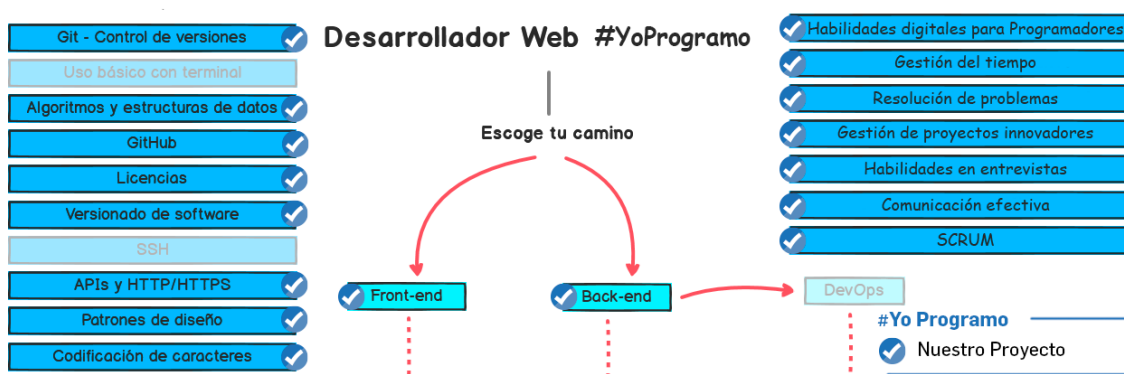 Git - Control de versiones
Uso básico con terminal
Algoritmos y estructuras de datos
GitHub
Licencias
Versionado de software
SSH
APIs y HTTP/HTTPS
Patrones de diseño
Codificación de caracteres
Desarrollador Web #YoProgramo
Escoge tu camino
Front-end
Back-end
DevOps
Habilidades digitales para Programadores
Gestión del tiempo
Resolución de problemas
Gestión de proyectos innovadores
Habilidades en entrevistas
Comunicación efectiva
SCRUM
#Yo Programo
Nuestro Proyecto